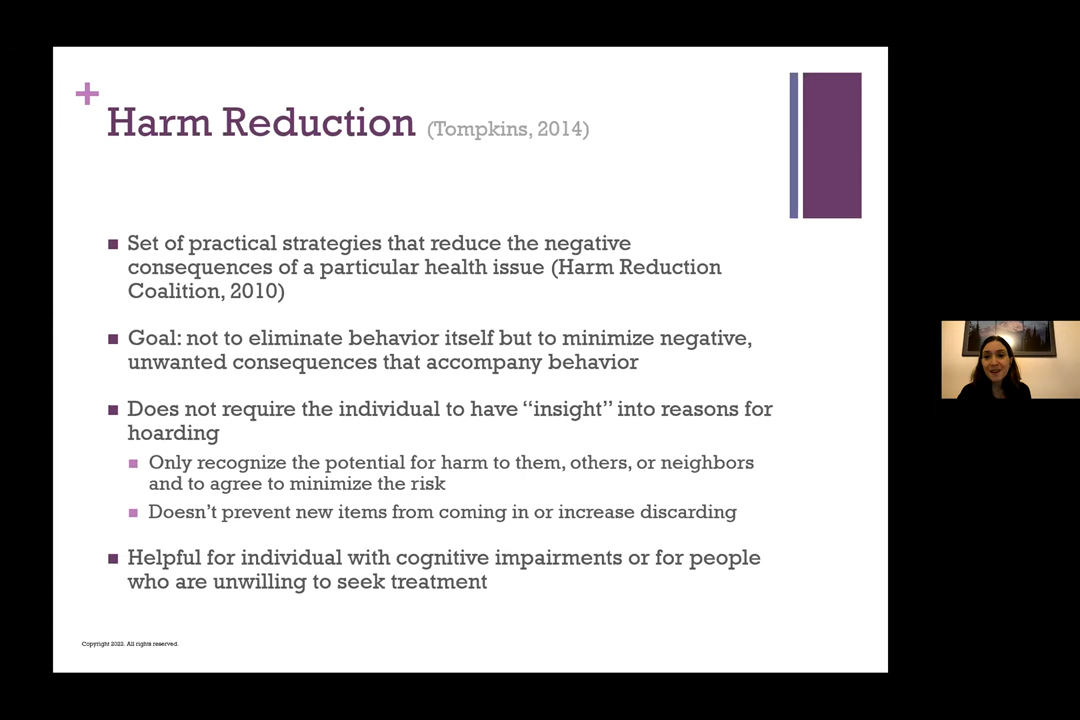 +
Harm Reduction (Tompkins, 2014)
■ Set of practical strategies that reduce the negative
consequences of a particular health issue (Harm Reduction
Coalition, 2010)
■ Goal: not to eliminate behavior itself but to minimize negative,
unwanted consequences that accompany behavior
■ Does not require the individual to have “insight” into reasons for
hoarding
■ Only recognize the potential for harm to them, others, or neighbors
and to agree to minimize the risk
■ Doesn’t prevent new items from coming in or increase discarding
■ Helpful for individual with cognitive impairments or for people
who are unwilling to seek treatment
Copyright 2023. All rights reserved.